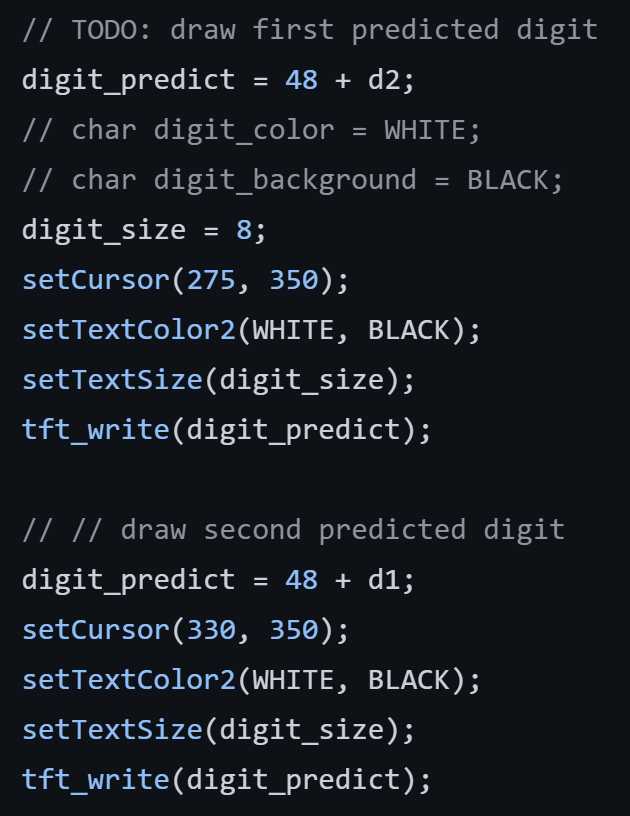 // TODO: draw first predicted digit
digit_predict = 48 + d2;
// char digit_color = WHITE;
// char digit_background = BLACK;
digit_size = 8;
setCursor(275, 350);
setTextColor2(WHITE, BLACK);
setTextSize(digit_size);
tft_write(digit_predict);
// // draw second predicted digit
digit_predict = 48 + d1;
setCursor(330, 350);
setTextColor2(WHITE, BLACK);
setTextSize(digit_size);
tft_write(digit_predict);